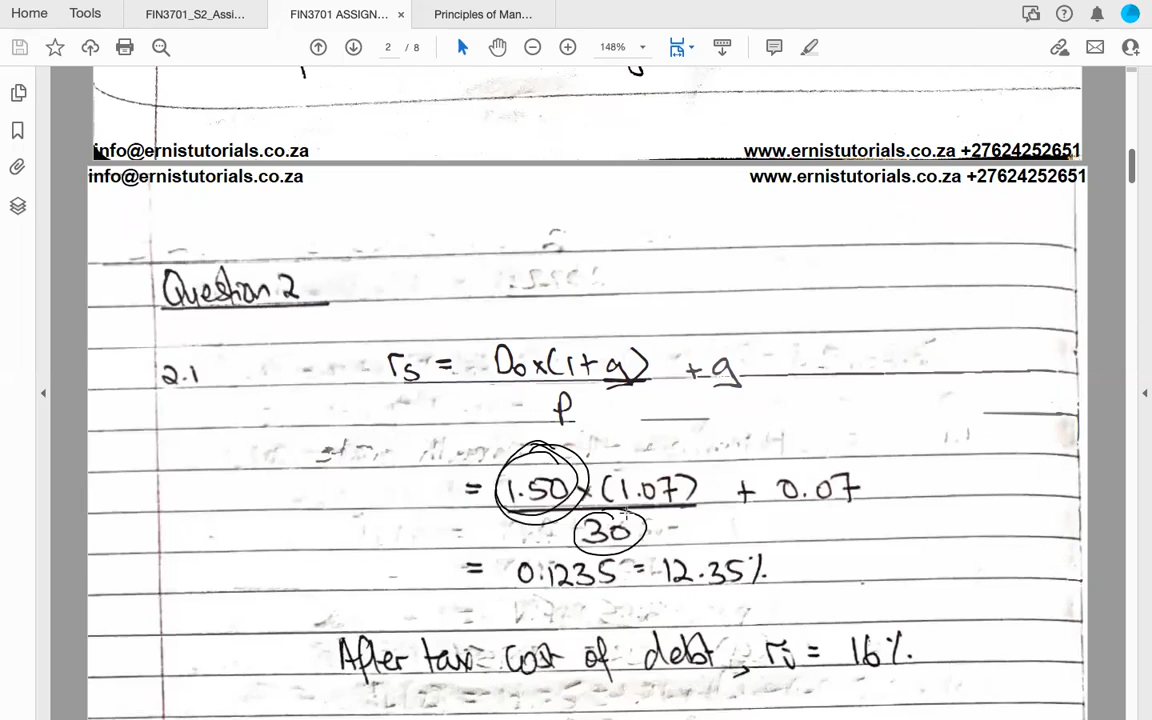 Home Tools FIN3701_S2_Assi... FIN3701 ASSIGN... × Principles of Man...
2 / 8 148%
info@ernistutorials.co.za www.ernistutorials.co.za +27624252651
info@ernistutorials.co.za www.ernistutorials.co.za +27624252651
Question 2
2.1 rs = D₀×(1+g) + g
P
= 1.50 × (1.07) + 0.07
30
= 0.1235 = 12.35%
After tax cost of debt, ri = 16%.